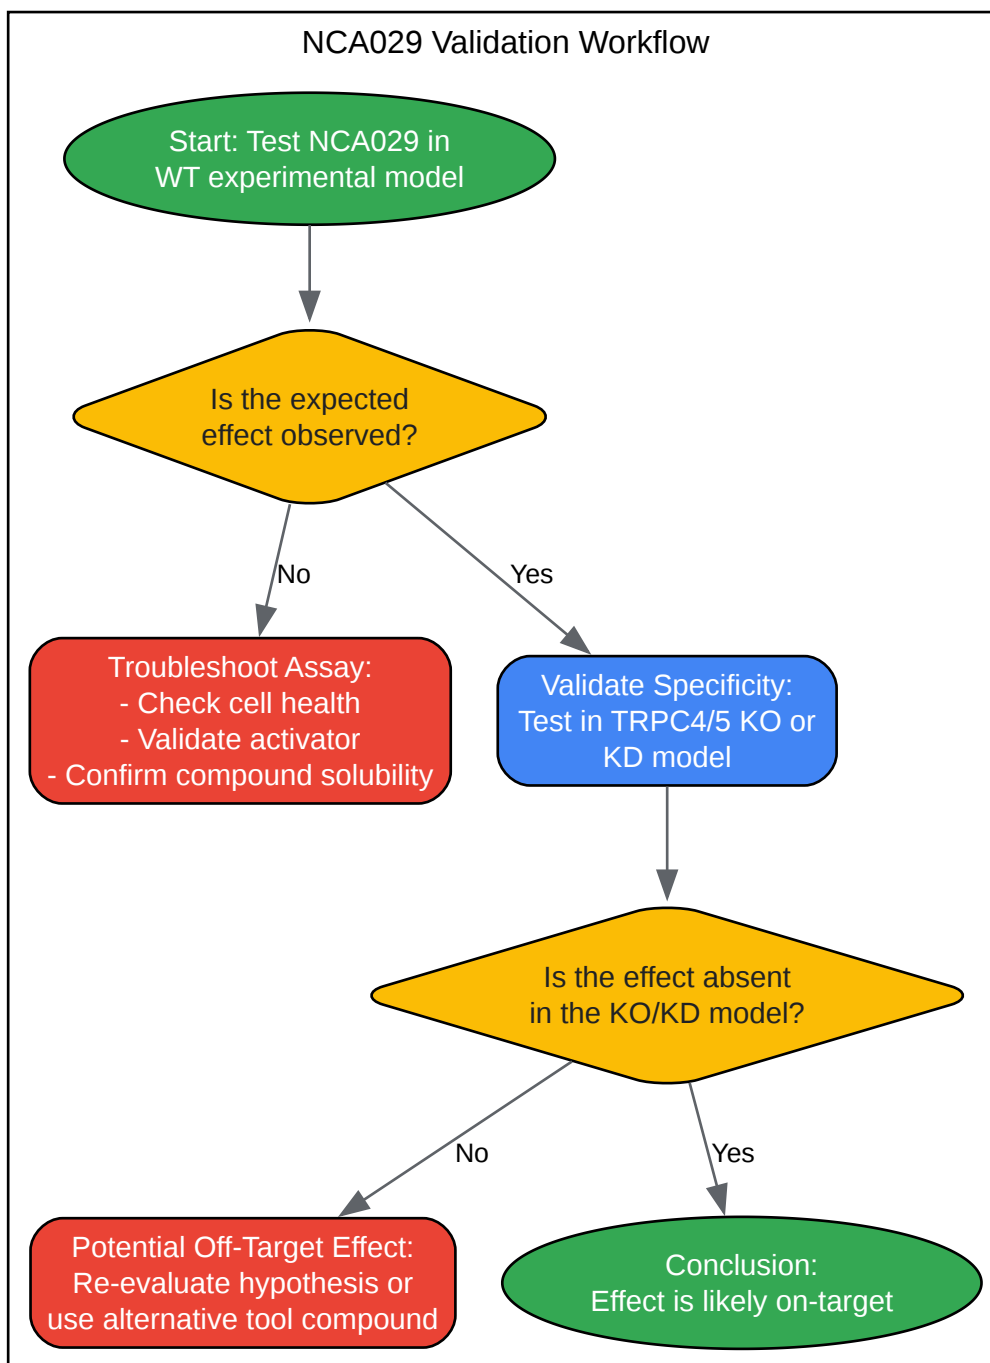 NCA029 Validation Workflow
Start: Test NCA029 in
WT experimental model
Is the expected
effect observed?
No
Yes
Troubleshoot Assay:
- Check cell health
- Validate activator
- Confirm compound solubility
Validate Specificity:
Test in TRPC4/5 KO or
KD model
Is the effect absent
in the KO/KD model?
No
Yes
Potential Off-Target Effect:
Re-evaluate hypothesis or
use alternative tool compound
Conclusion:
Effect is likely on-target